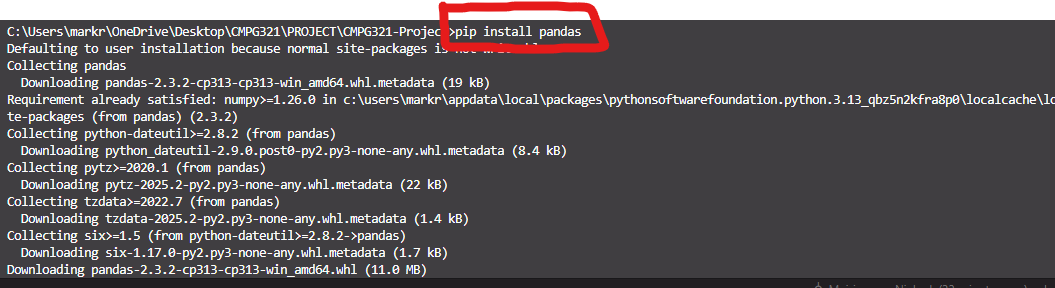 C:\Users\markr\OneDrive\Desktop\CMPG321\PROJECT\CMPG321-Project>pip install pandas
Defaulting to user installation because normal site-packages is
Collecting pandas
Downloading pandas-2.3.2-cp313-cp313-win_amd64.whl.metadata (19 kB)
Requirement already satisfied: numpy>=1.26.0 in c:\users\markr\appdata\local\packages\pythonsoftwarefoundation.python.3.13_qbz5n2kfra8p0\localcache\lo
te-packages (from pandas) (2.3.2)
Collecting python-dateutil>=2.8.2 (from pandas)
Downloading python_dateutil-2.9.0.post0-py2.py3-none-any.whl.metadata (8.4 kB)
Collecting pytz>=2020.1 (from pandas)
Downloading pytz-2025.2-py2.py3-none-any.whl.metadata (22 kB)
Collecting tzdata>=2022.7 (from pandas)
Downloading tzdata-2025.2-py2.py3-none-any.whl.metadata (1.4 kB)
Collecting six>=1.5 (from python-dateutil>=2.8.2->pandas)
Downloading six-1.17.0-py2.py3-none-any.whl.metadata (1.7 kB)
Downloading pandas-2.3.2-cp313-cp313-win_amd64.whl (11.0 MB)